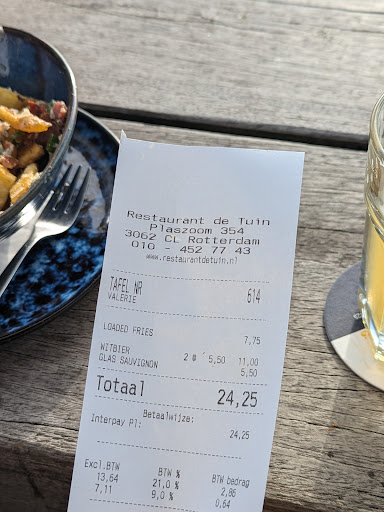 Restaurant de Tuin
Plaszoom 354
3062 CL Rotterdam
010 - 452 77 43
www.restaurantdetuin.nl
TAFEL NR 614
VALERIE
LOADED FRIES 7,75
WITBIER 2 @ 5,50 11,00
GLAS SAUVIGNON 5,50
Totaal 24,25
Betaalwijze:
Interpay Pl: 24,25
Excl.BTW BTW % BTW bedrag
13,64 21,0 % 2,86
7,11 9,0 % 0,64